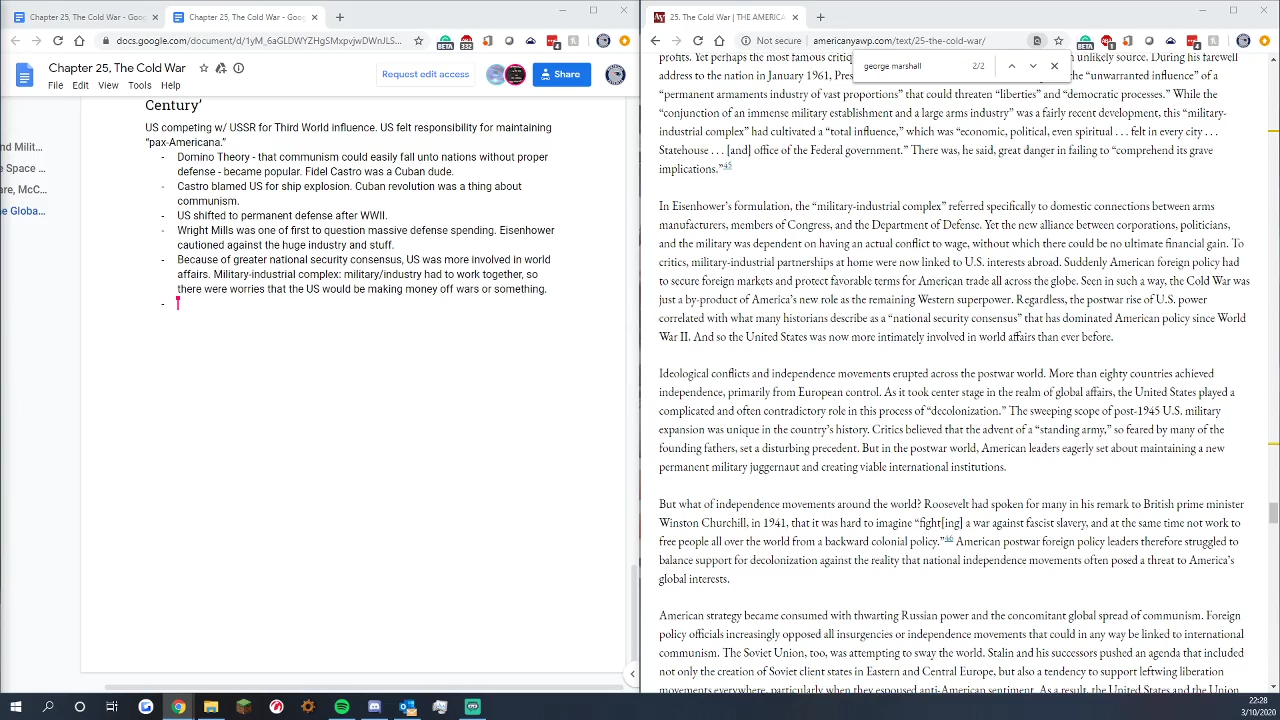 Chapter 25, The Cold War - Goo
Chapter 25, The Cold War - Goo
docs.google.com/document/d/1yM_6aGLDWYZHgSMxpvjwDWnJLS...
BETA
332
4
Chapter 25, The Cold War
File Edit View Tools Help
Request edit access
Share
nd Milit...
e Space ...
are, McC...
e Globa...
Century’
US competing w/ USSR for Third World influence. US felt responsibility for maintaining
“pax-Americana.”
- Domino Theory - that communism could easily fall unto nations without proper
defense - became popular. Fidel Castro was a Cuban dude.
- Castro blamed US for ship explosion. Cuban revolution was a thing about
communism.
- US shifted to permanent defense after WWII.
- Wright Mills was one of first to question massive defense spending. Eisenhower
cautioned against the huge industry and stuff.
- Because of greater national security consensus, US was more involved in world
affairs. Military-industrial complex: military/industry had to work together, so
there were worries that the US would be making money off wars or something.
-
25. The Cold War | THE AMERICA
Not secure americanyawp.com/text/25-the-cold-war/
BETA
1
4
george marshall 2/2
profits. Yet perhaps the most famous critique
unlikely source. During his farewell
address to the nation in January 1961, Pres
the “unwarranted influence” of a
“permanent armaments industry of vast proportions” that could threaten “liberties” and “democratic processes.” While the
“conjunction of an immense military establishment and a large arms industry” was a fairly recent development, this “military-
industrial complex” had cultivated a “total influence,” which was “economic, political, even spiritual . . . felt in every city . . .
Statehouse . . . [and] office of the Federal government.” There was, he said, great danger in failing to “comprehend its grave
implications.”45
In Eisenhower’s formulation, the “military-industrial complex” referred specifically to domestic connections between arms
manufacturers, members of Congress, and the Department of Defense. Yet the new alliance between corporations, politicians,
and the military was dependent on having an actual conflict to wage, without which there could be no ultimate financial gain. To
critics, military-industrial partnerships at home were now linked to U.S. interests abroad. Suddenly American foreign policy had
to secure foreign markets and protect favorable terms for American trade all across the globe. Seen in such a way, the Cold War was
just a by-product of America’s new role as the remaining Western superpower. Regardless, the postwar rise of U.S. power
correlated with what many historians describe as a “national security consensus” that has dominated American policy since World
War II. And so the United States was now more intimately involved in world affairs than ever before.
Ideological conflicts and independence movements erupted across the postwar world. More than eighty countries achieved
independence, primarily from European control. As it took center stage in the realm of global affairs, the United States played a
complicated and often contradictory role in this process of “decolonization.” The sweeping scope of post-1945 U.S. military
expansion was unique in the country’s history. Critics believed that the advent of a “standing army,” so feared by many of the
founding fathers, set a disturbing precedent. But in the postwar world, American leaders eagerly set about maintaining a new
permanent military juggernaut and creating viable international institutions.
But what of independence movements around the world? Roosevelt had spoken for many in his remark to British prime minister
Winston Churchill, in 1941, that it was hard to imagine “fight[ing] a war against fascist slavery, and at the same time not work to
free people all over the world from a backward colonial policy.”46 American postwar foreign policy leaders therefore struggled to
balance support for decolonization against the reality that national independence movements often posed a threat to America’s
global interests.
American strategy became consumed with thwarting Russian power and the concomitant global spread of communism. Foreign
policy officials increasingly opposed all insurgencies or independence movements that could in any way be linked to international
communism. The Soviet Union, too, was attempting to sway the world. Stalin and his successors pushed an agenda that included
not only the creation of Soviet client states in Eastern and Central Europe, but also a tendency to support leftwing liberation
movements everywhere, particularly when they espoused anti-American sentiment. As a result, the United States and the Union
22:28
3/10/2020